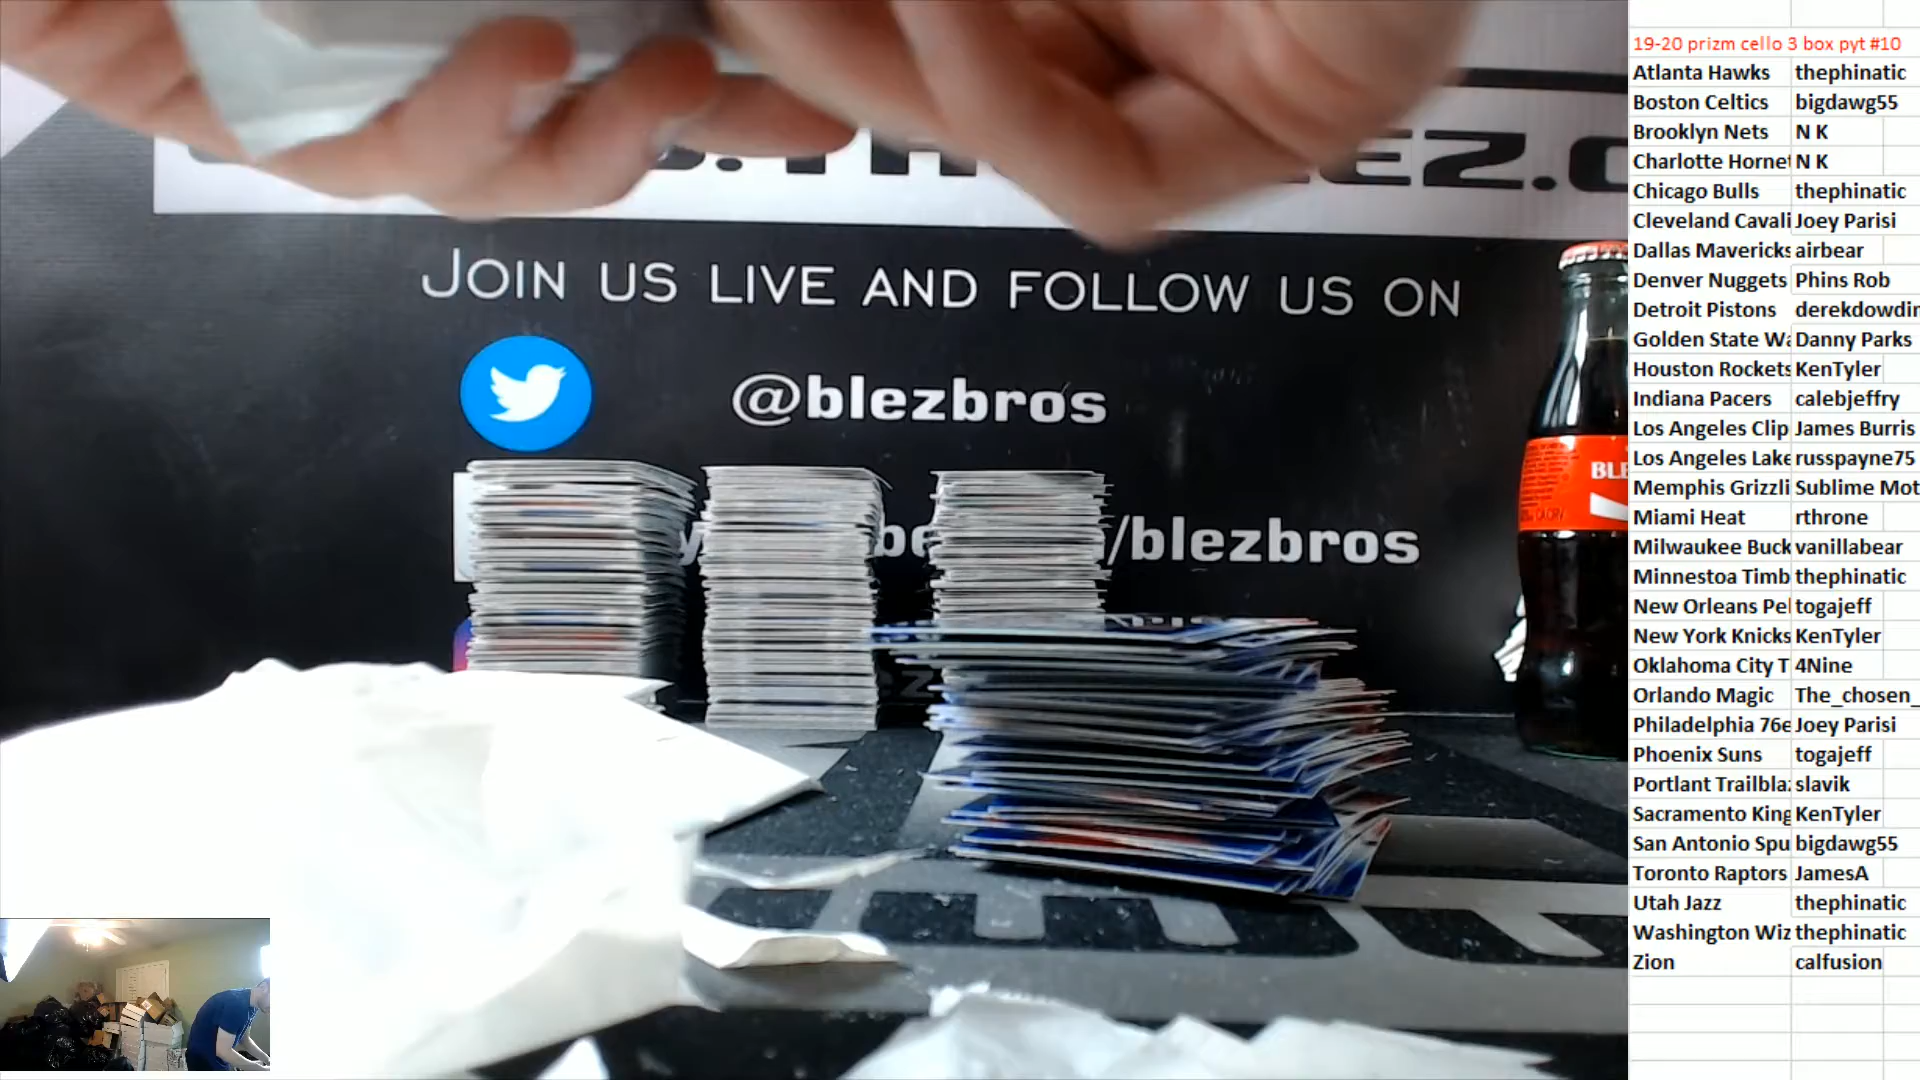 JOIN US LIVE AND FOLLOW US ON
@blezbros
/blezbros
19-20 prizm cello 3 box pyt #10
Atlanta Hawks thephinatic
Boston Celtics bigdawg55
Brooklyn Nets N K
Charlotte Hornet N K
Chicago Bulls thephinatic
Cleveland Cavali Joey Parisi
Dallas Mavericks airbear
Denver Nuggets Phins Rob
Detroit Pistons derekdowdin
Golden State Wa Danny Parks
Houston Rockets KenTyler
Indiana Pacers calebjeffry
Los Angeles Clip James Burris
Los Angeles Lake russpayne75
Memphis Grizzli Sublime Mot
Miami Heat rthrone
Milwaukee Buck vanillabear
Minnestoa Timb thephinatic
New Orleans Pel togajeff
New York Knicks KenTyler
Oklahoma City T 4Nine
Orlando Magic The_chosen_
Philadelphia 76e Joey Parisi
Phoenix Suns togajeff
Portlant Trailbla slavik
Sacramento King KenTyler
San Antonio Spu bigdawg55
Toronto Raptors JamesA
Utah Jazz thephinatic
Washington Wiz thephinatic
Zion calfusion